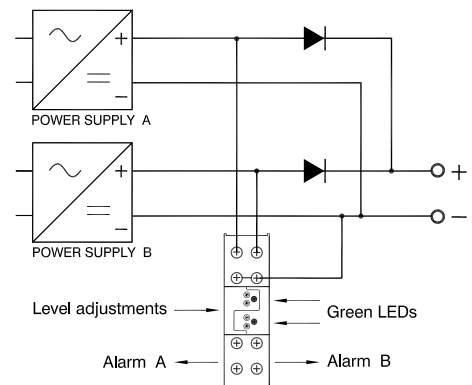 +
−
POWER SUPPLY A
+
−
POWER SUPPLY B
+
−
Level adjustments
Green LEDs
Alarm A
Alarm B